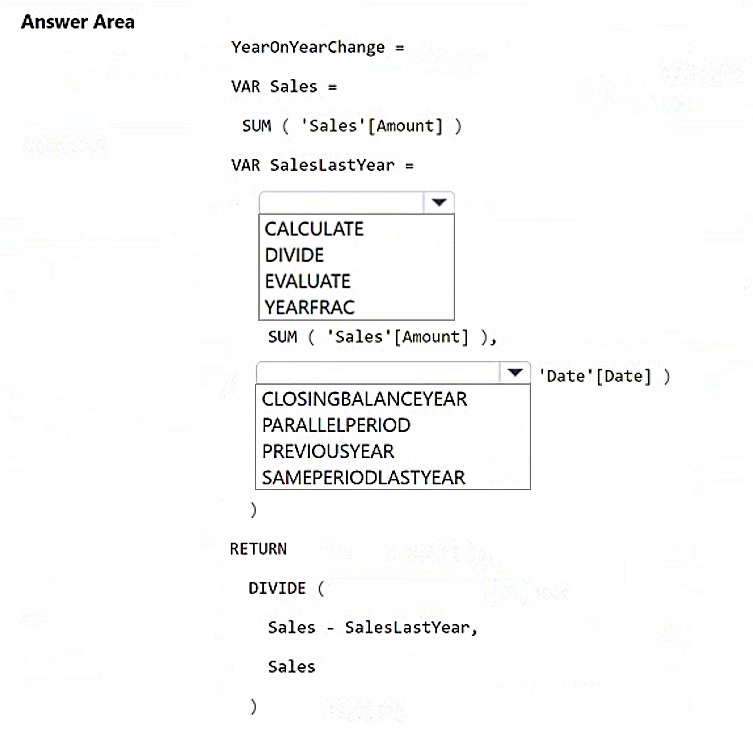 Answer Area
YearOnYearChange =
VAR Sales =
SUM ( 'Sales'[Amount] )
VAR SalesLastYear =
CALCULATE
DIVIDE
EVALUATE
YEARFRAC
SUM ( 'Sales'[Amount] ),
'Date'[Date] )
CLOSINGBALANCEYEAR
PARALLELPERIOD
PREVIOUSYEAR
SAMEPERIODLASTYEAR
)
RETURN
DIVIDE (
Sales - SalesLastYear,
Sales
)